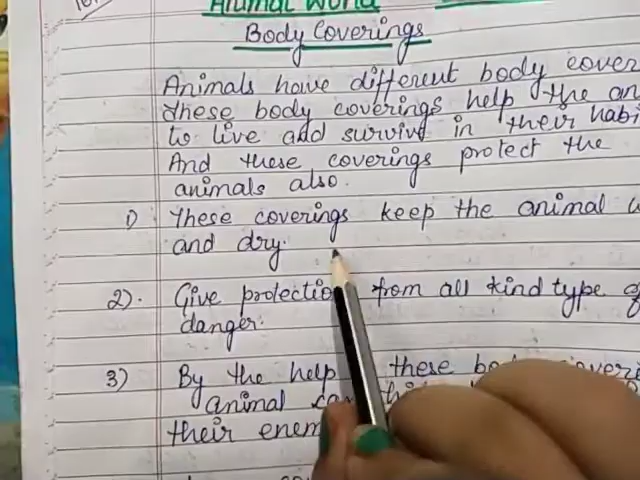 Animal World
Body Coverings
Animals have different body cover
these body coverings help the an
to live and survive in their habi
And these coverings protect the
animals also.
1) These coverings keep the animal
and dry.
2). Give protection from all kind type of
danger.
3) By the help these
animal
their enem